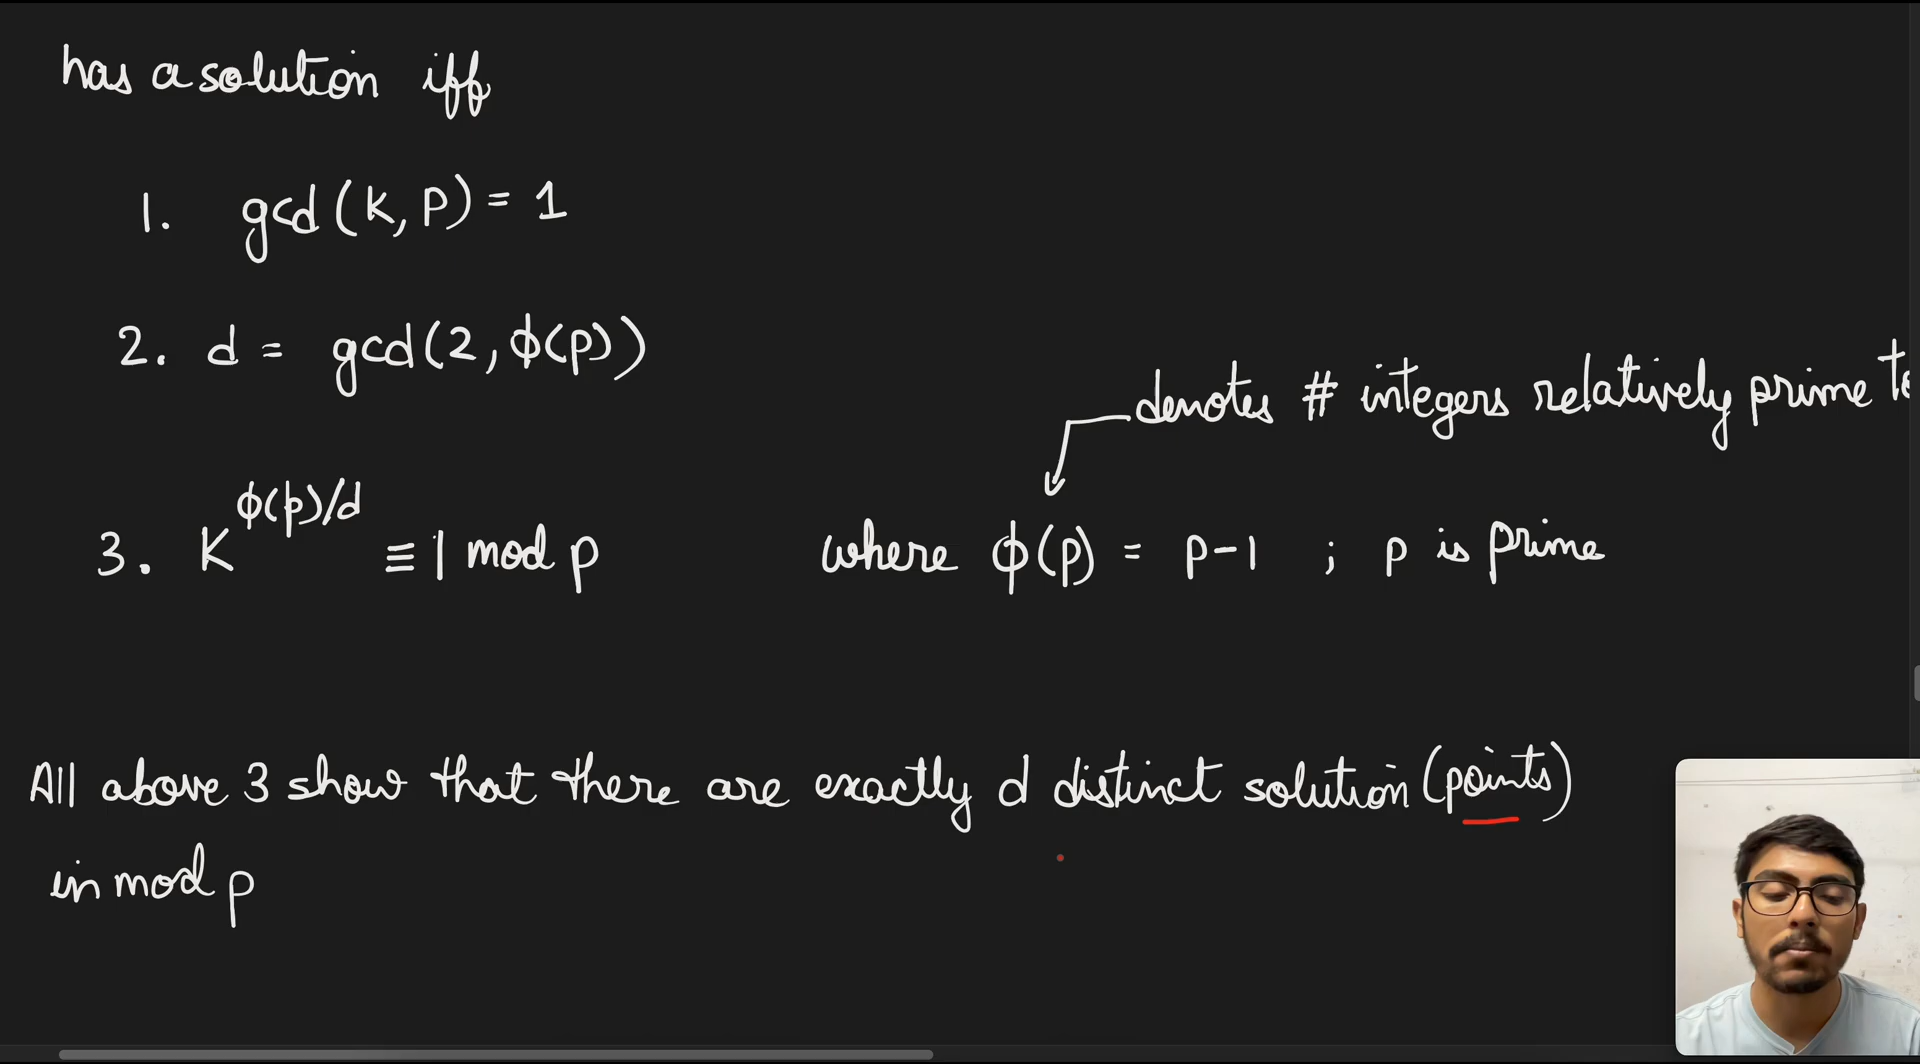 has a solution iff
1. gcd(K, P) = 1
2. d = gcd(2, ϕ(p))
denotes # integers relatively prime to
3. K^ϕ(p)/d ≡ 1 mod p where ϕ(p) = p-1 ; p is prime
All above 3 show that there are exactly d distinct solution (points)
in mod p